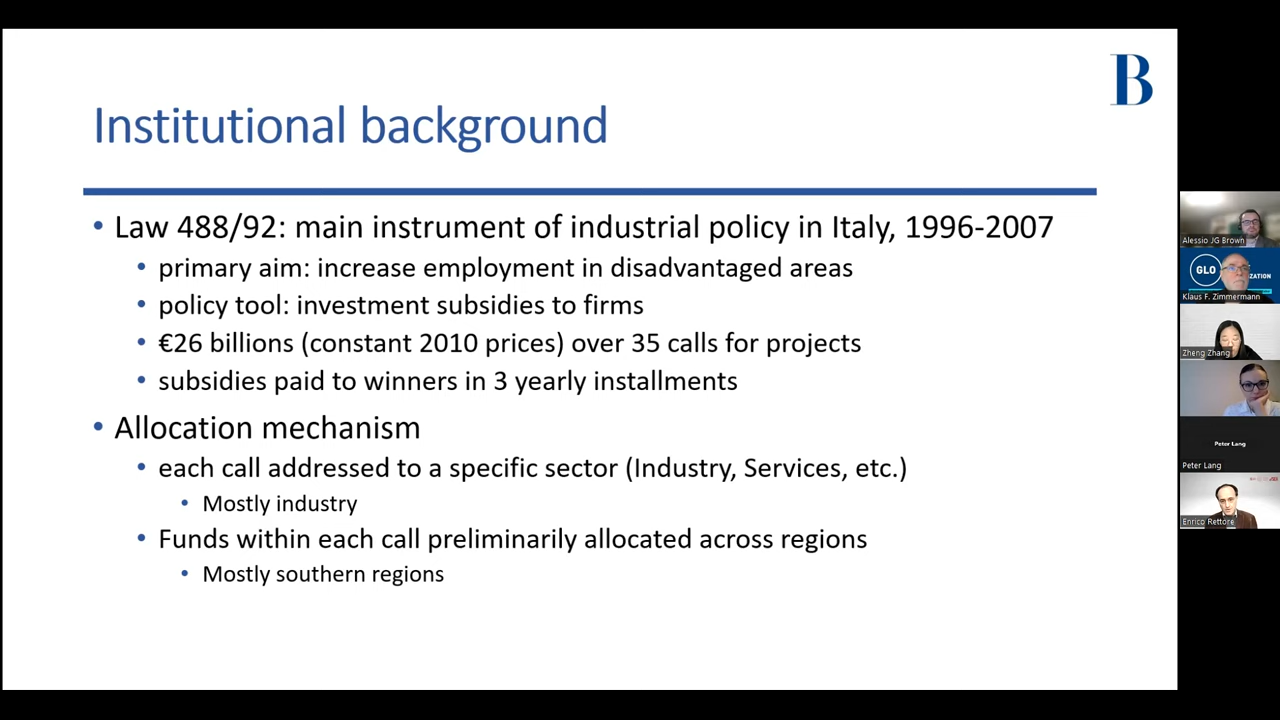 B
Institutional background
• Law 488/92: main instrument of industrial policy in Italy, 1996-2007
• primary aim: increase employment in disadvantaged areas
• policy tool: investment subsidies to firms
• €26 billions (constant 2010 prices) over 35 calls for projects
• subsidies paid to winners in 3 yearly installments
• Allocation mechanism
• each call addressed to a specific sector (Industry, Services, etc.)
• Mostly industry
• Funds within each call preliminarily allocated across regions
• Mostly southern regions
Alessio JG Brown
GLO
Klaus F. Zimmermann
Zheng Zhang
Peter Lang
Peter Lang
Enrico Rettore